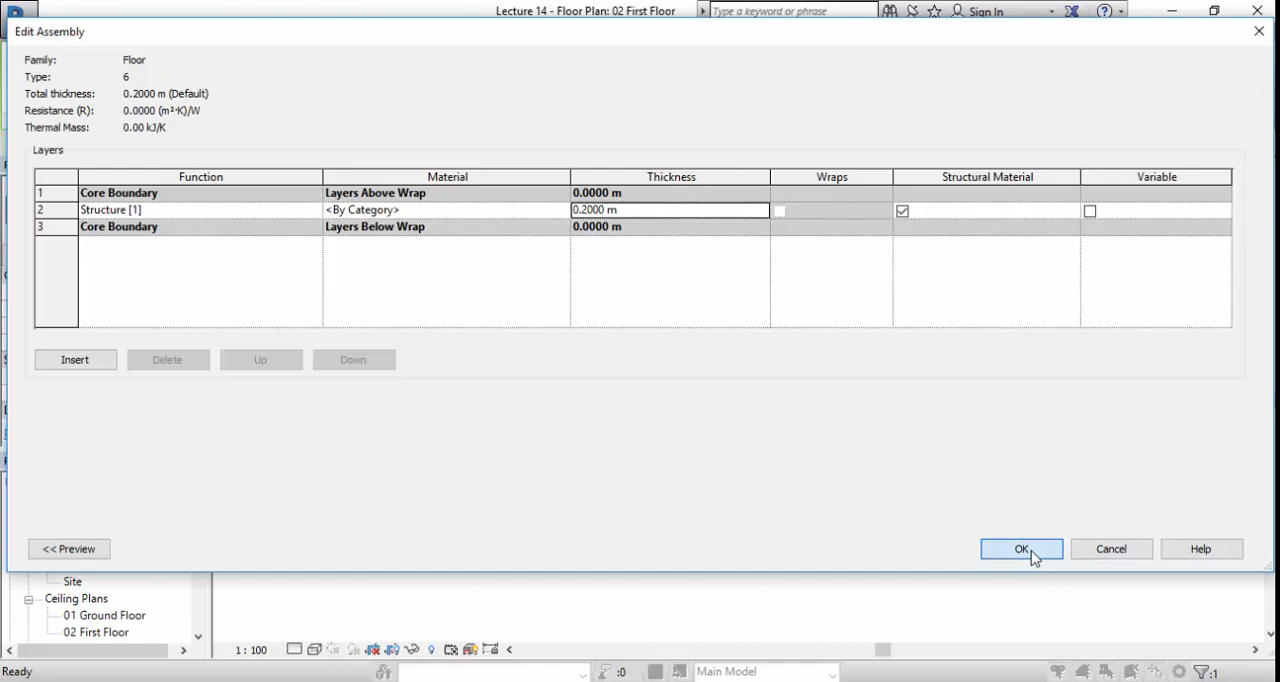 Lecture 14 - Floor Plan: 02 First Floor
Type a keyword or phrase
Sign In
Edit Assembly
Family: Floor
Type: 6
Total thickness: 0.2000 m (Default)
Resistance (R): 0.0000 (m²·K)/W
Thermal Mass: 0.00 kJ/K
Layers
Function Material Thickness Wraps Structural Material Variable
1 Core Boundary Layers Above Wrap 0.0000 m
2 Structure [1] <By Category> 0.2000 m
3 Core Boundary Layers Below Wrap 0.0000 m
Insert Delete Up Down
<< Preview OK Cancel Help
Site
Ceiling Plans
01 Ground Floor
02 First Floor
1 : 100
Ready :0 Main Model :1